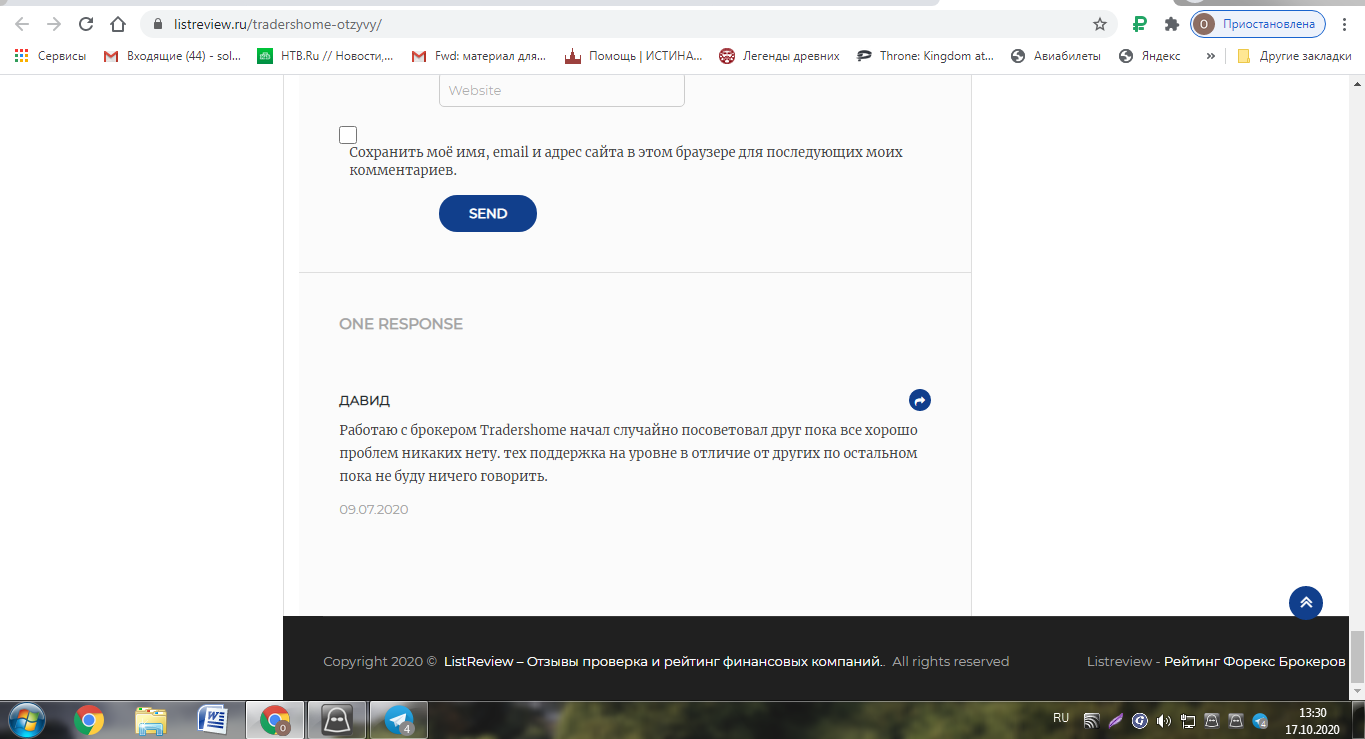 listreview.ru/tradershome-otzyvy/
О
Приостановлена
Сервисы
Входящие (44) - sol...
НТВ.Ru // Новости,...
Fwd: материал для...
Помощь | ИСТИНА...
Легенды древних
Throne: Kingdom at...
Авиабилеты
Яндекс
»
Другие закладки
Website
Сохранить моё имя, email и адрес сайта в этом браузере для последующих моих
комментариев.
SEND
ONE RESPONSE
ДАВИД
Работаю с брокером Tradershome начал случайно посоветовал друг пока все хорошо
проблем никаких нету. тех поддержка на уровне в отличие от других по остальном
пока не буду ничего говорить.
09.07.2020
Copyright 2020 © ListReview – Отзывы проверка и рейтинг финансовых компаний.. All rights reserved
Listreview - Рейтинг Форекс Брокеров
RU
13:30
17.10.2020